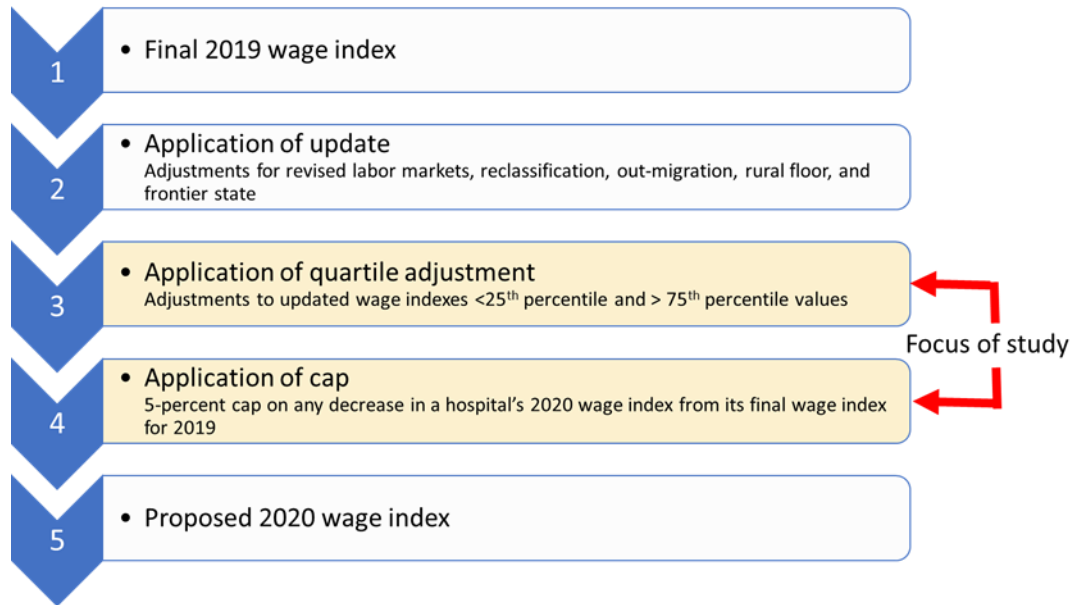 1
• Final 2019 wage index
2
• Application of update
Adjustments for revised labor markets, reclassification, out-migration, rural floor, and
frontier state
3
• Application of quartile adjustment
Adjustments to updated wage indexes <25th percentile and > 75th percentile values
4
• Application of cap
5-percent cap on any decrease in a hospital's 2020 wage index from its final wage index
for 2019
Focus of study
5
• Proposed 2020 wage index